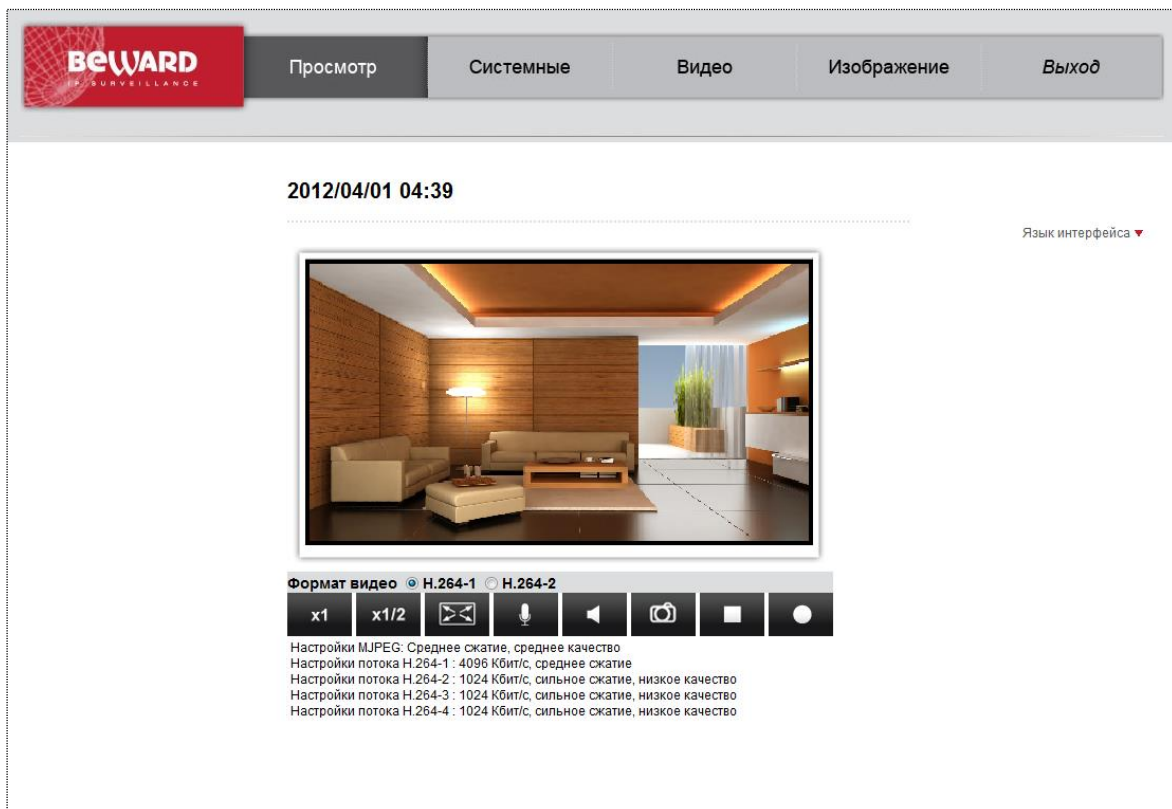 BEWARD
IP SURVEILLANCE
Просмотр
Системные
Видео
Изображение
Выход
2012/04/01 04:39
Язык интерфейса
Формат видео H.264-1 H.264-2
x1
x1/2
Настройки MJPEG: Среднее сжатие, среднее качество
Настройки потока H.264-1 : 4096 Кбит/с, среднее сжатие
Настройки потока H.264-2 : 1024 Кбит/с, сильное сжатие, низкое качество
Настройки потока H.264-3 : 1024 Кбит/с, сильное сжатие, низкое качество
Настройки потока H.264-4 : 1024 Кбит/с, сильное сжатие, низкое качество